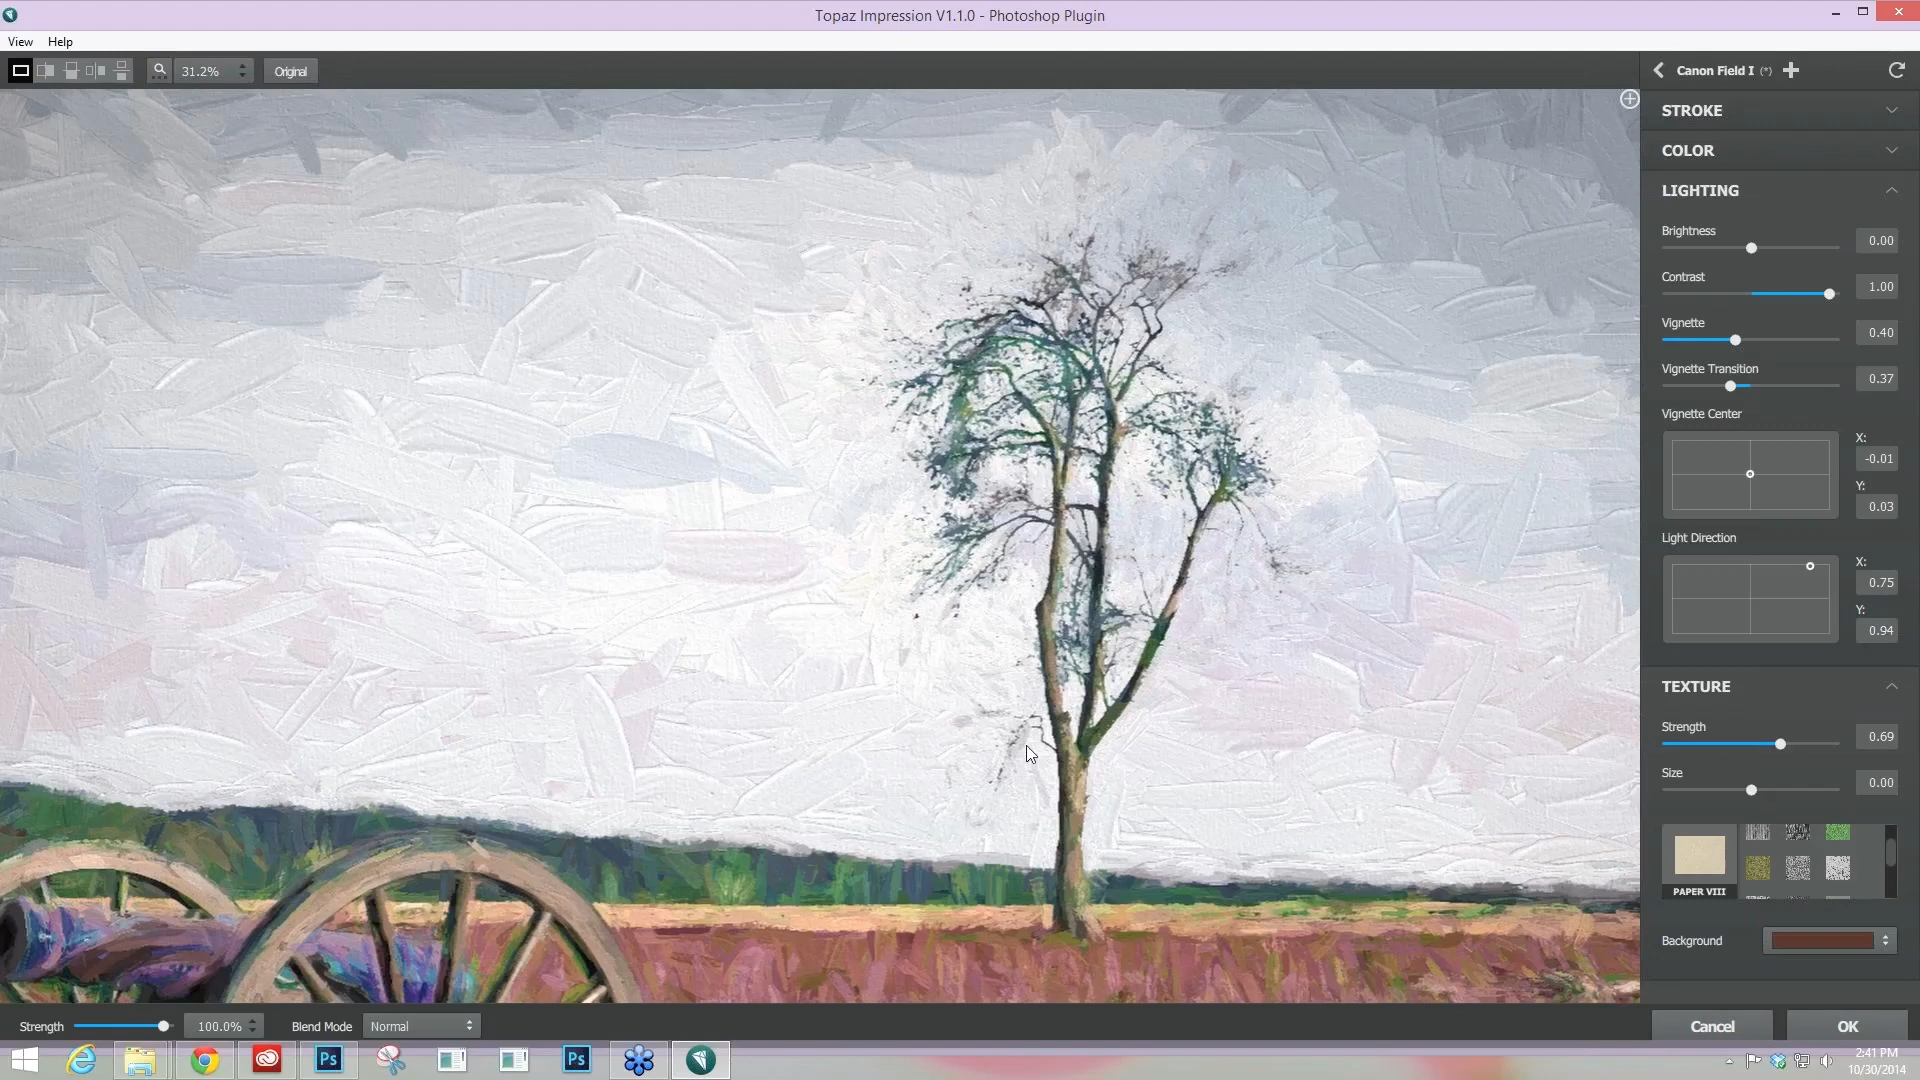 Topaz Impression V1.1.0 - Photoshop Plugin
View Help
31.2% Original
Canon Field I (*)
STROKE
COLOR
LIGHTING
Brightness
0.00
Contrast
1.00
Vignette
0.40
Vignette Transition
0.37
Vignette Center
X:
-0.01
Y:
0.03
Light Direction
X:
0.75
Y:
0.94
TEXTURE
Strength
0.69
Size
0.00
PAPER VIII
Background
Strength 100.0% Blend Mode Normal
Cancel OK
Ps Ps
2:41 PM
10/30/2014